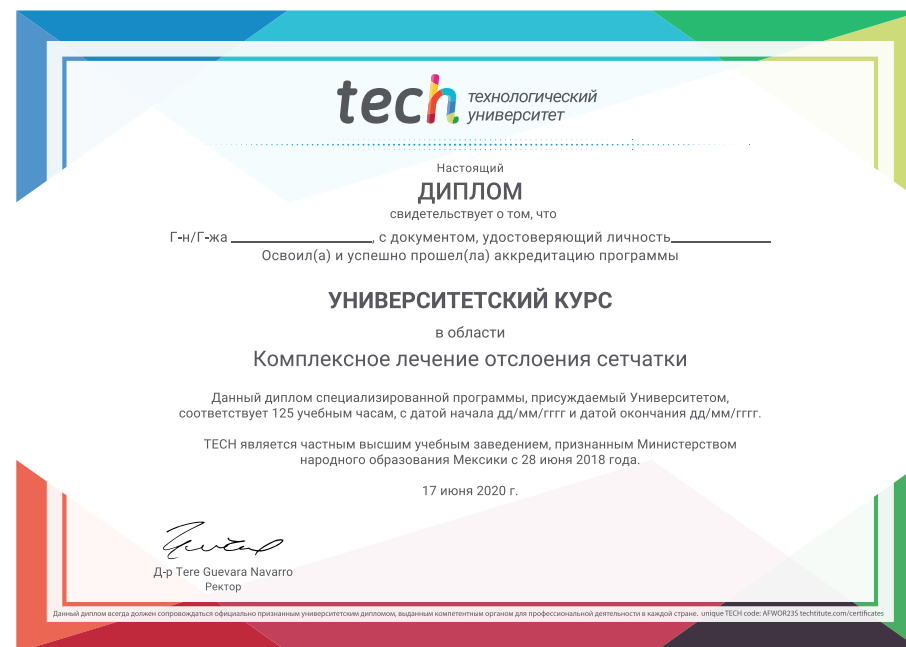 tech технологический
университет
Настоящий
ДИПЛОМ
свидетельствует о том, что
Г-н/Г-жа ____________________, с документом, удостоверяющий личность______________
Освоил(а) и успешно прошел(ла) аккредитацию программы
УНИВЕРСИТЕТСКИЙ КУРС
в области
Комплексное лечение отслоения сетчатки
Данный диплом специализированной программы, присуждаемый Университетом,
соответствует 125 учебным часам, с датой начала дд/мм/гггг и датой окончания дд/мм/гггг.
TECH является частным высшим учебным заведением, признанным Министерством
народного образования Мексики с 28 июня 2018 года.
17 июня 2020 г.
Д-р Tere Guevara Navarro
Ректор
Данный диплом всегда должен сопровождаться официально признанным университетским дипломом, выданным компетентным органом для профессиональной деятельности в каждой стране. unique TECH code: AFWOR23S techtitute.com/certificates